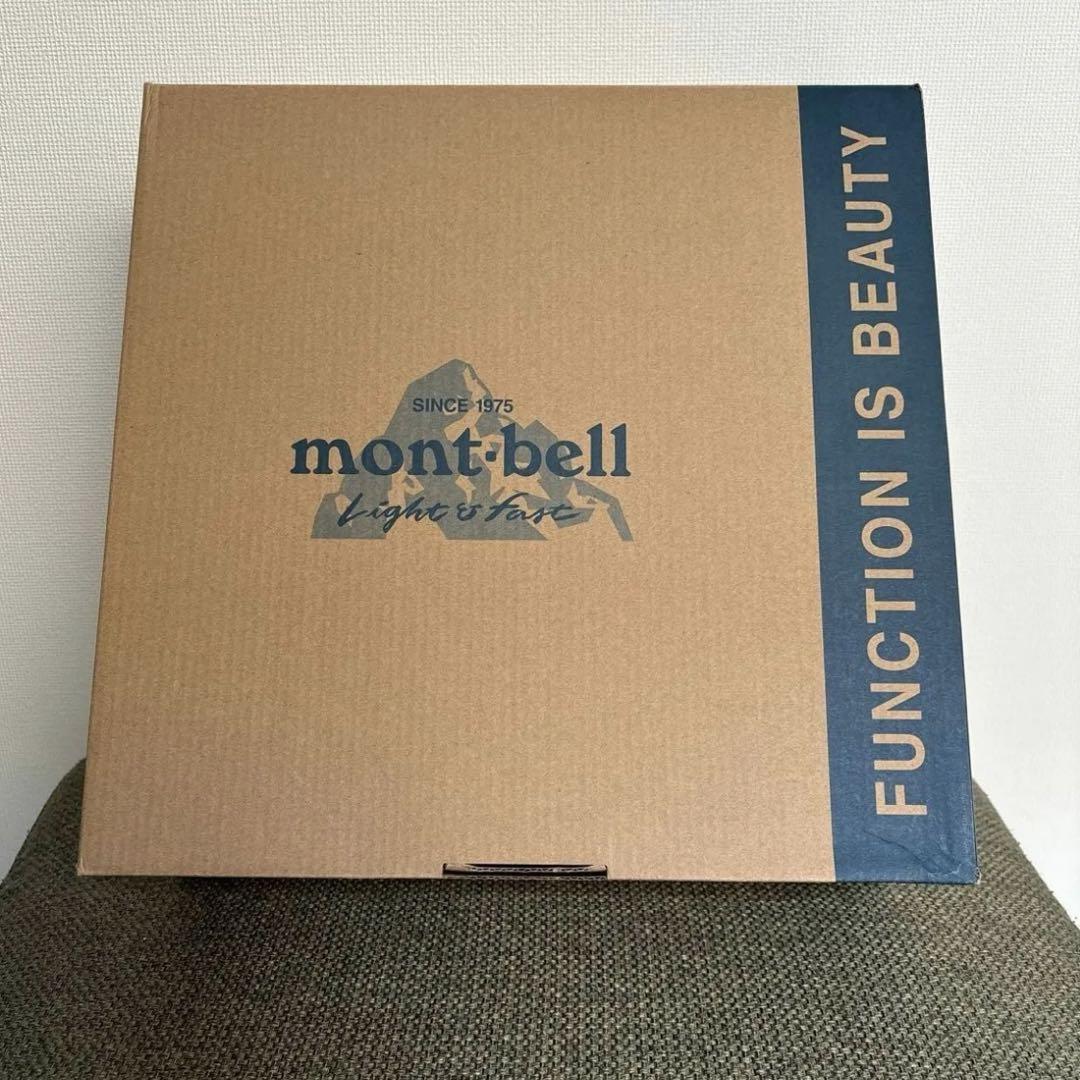 SINCE 1975
mont-bell
Light & Fast
FUNCTION IS BEAUTY